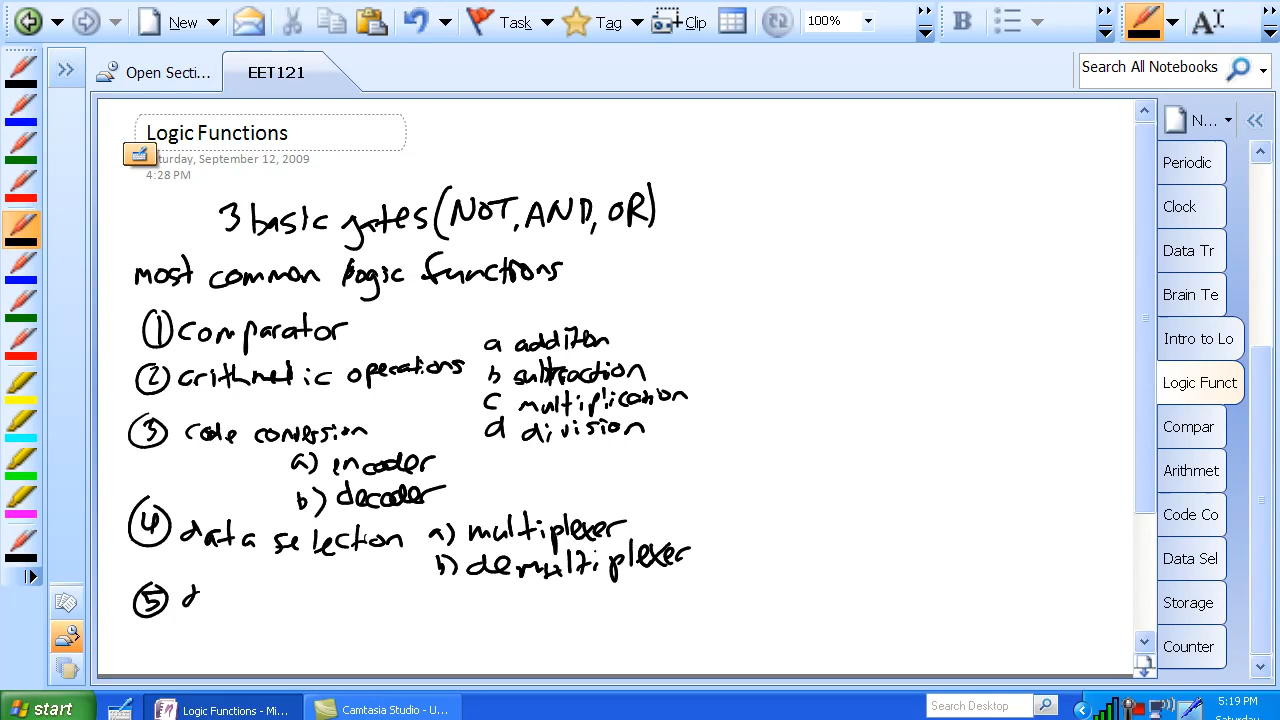 New
Task
Tag
Clip
100%
B
A
Open Secti...
EET121
Search All Notebooks
N...
Logic Functions
turday, September 12, 2009
4:28 PM
3 basic gates (NOT, AND, OR)
most common logic functions
① comparator
② arithmetic operations
a addition
b subtraction
c multiplication
d division
③ code conversion
a) encoder
b) decoder
④ data selection a) multiplexer
b) demultiplexer
⑤ d
Periodic
Clock
Data Tr
Brain Te
Intro to Lo
Logic Funct
Compar
Arithmet
Code Co
Data Sel
Storage
Counter
start
Logic Functions - Mi...
Camtasia Studio - U...
Search Desktop
5:19 PM
Saturday